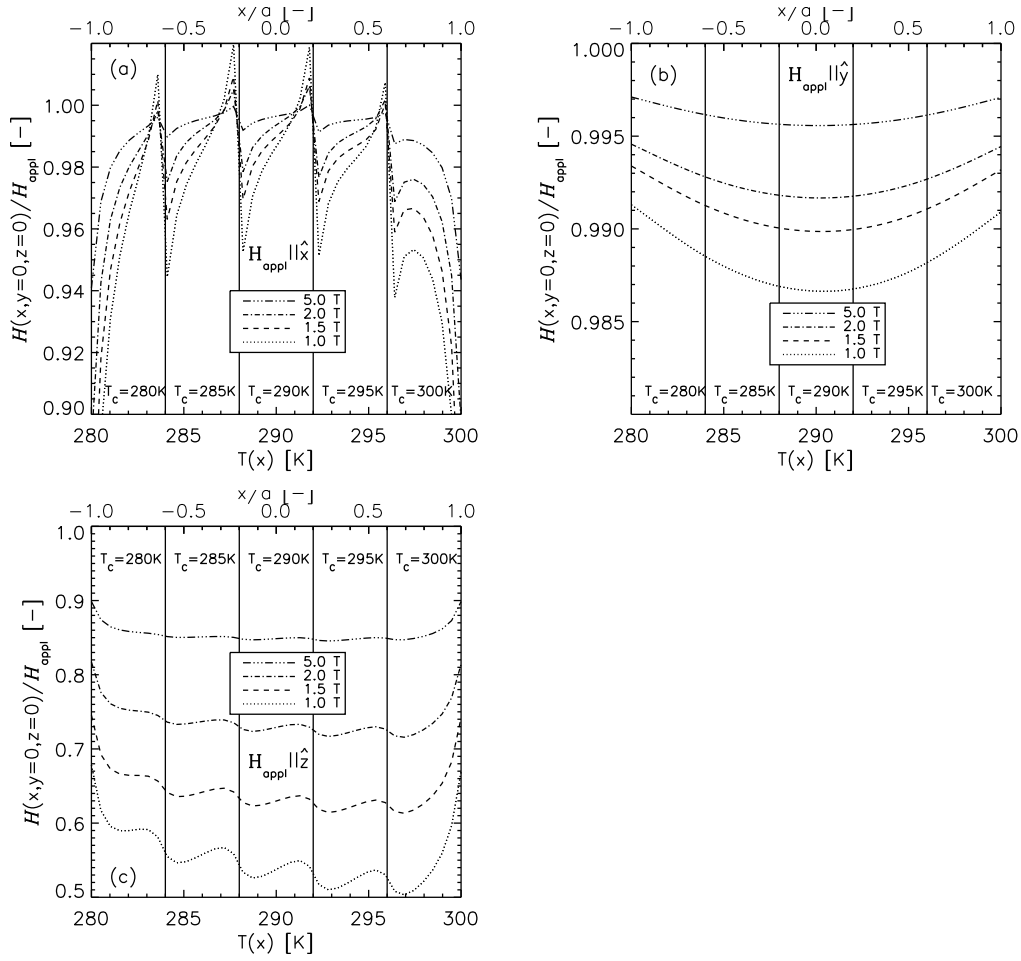 x/a [−]
−1.0 −0.5 0.0 0.5 1.0
(a)
H(x,y=0,z=0)/H_appl [−]
1.00
0.98
0.96
0.94
0.92
0.90
H_appl||x̂
5.0 T
2.0 T
1.5 T
1.0 T
T_c=280K T_c=285K T_c=290K T_c=295K T_c=300K
280 285 290 295 300
T(x) [K]
x/a [−]
−1.0 −0.5 0.0 0.5 1.0
(b)
H_appl||ŷ
H(x,y=0,z=0)/H_appl [−]
1.000
0.995
0.990
0.985
5.0 T
2.0 T
1.5 T
1.0 T
T_c=280K T_c=285K T_c=290K T_c=295K T_c=300K
280 285 290 295 300
T(x) [K]
x/a [−]
−1.0 −0.5 0.0 0.5 1.0
T_c=280K T_c=285K T_c=290K T_c=295K T_c=300K
H(x,y=0,z=0)/H_appl [−]
1.0
0.9
0.8
0.7
0.6
0.5
5.0 T
2.0 T
1.5 T
1.0 T
H_appl||ẑ
(c)
280 285 290 295 300
T(x) [K]